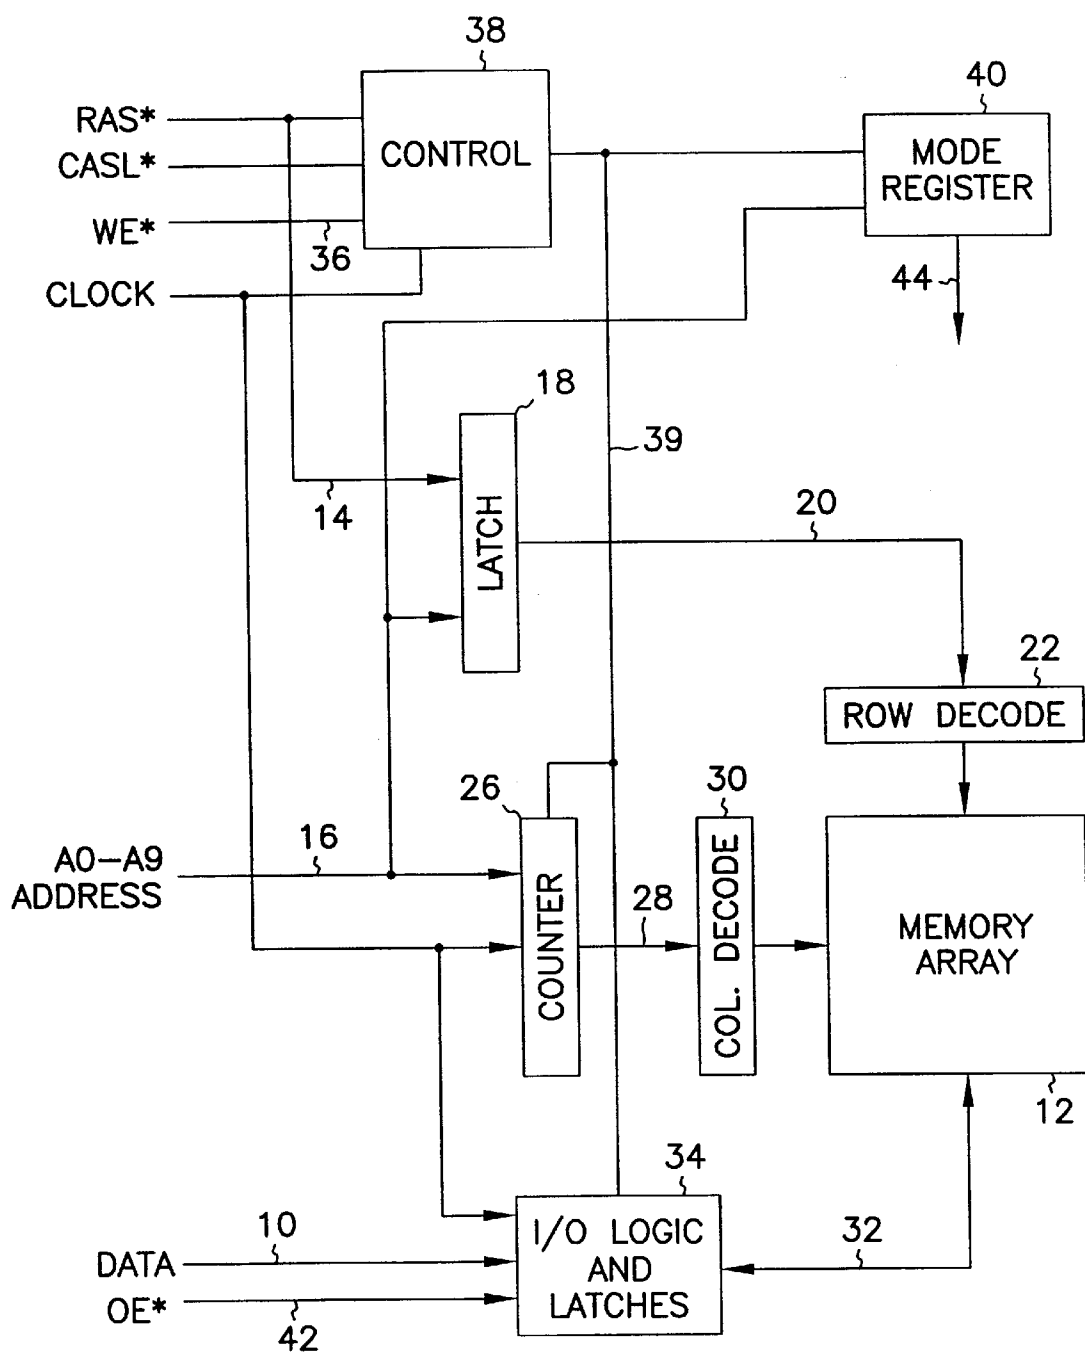 38
40
RAS*
CONTROL
MODE
REGISTER
CASL*
WE*
36
CLOCK
44
18
39
14
LATCH
20
22
ROW DECODE
26
30
16
A0-A9
ADDRESS
COUNTER
28
COL. DECODE
MEMORY
ARRAY
12
34
10
I/O LOGIC
AND
LATCHES
32
DATA
OE*
42